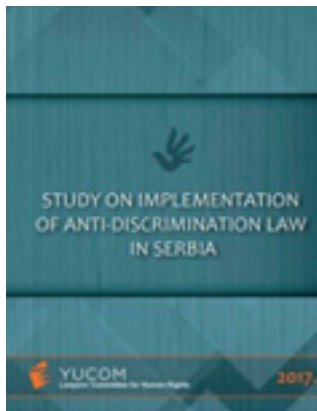 STUDY ON IMPLEMENTATION
OF ANTI-DISCRIMINATION LAW
IN SERBIA
YUCOM
Lawyers' Committee for Human Rights
2017.